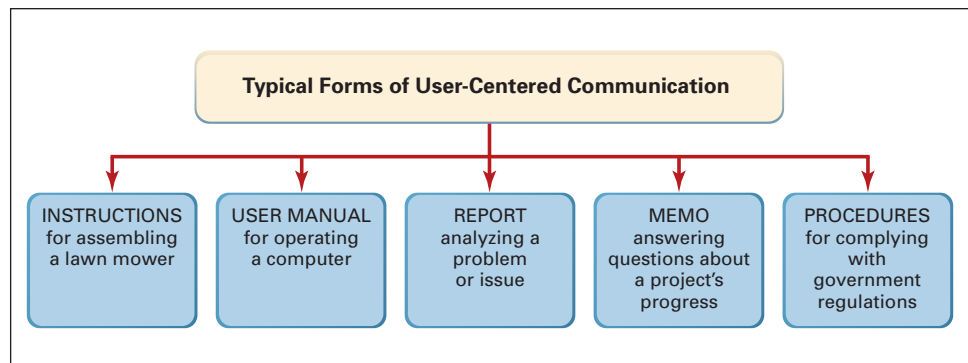 Typical Forms of User-Centered Communication
INSTRUCTIONS
for assembling
a lawn mower
USER MANUAL
for operating
a computer
REPORT
analyzing a
problem
or issue
MEMO
answering
questions about
a project’s
progress
PROCEDURES
for complying
with
government
regulations